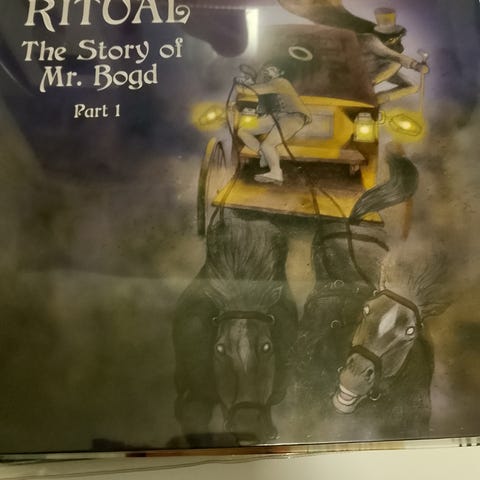 RITUAL
The Story of
Mr. Bogd
Part 1